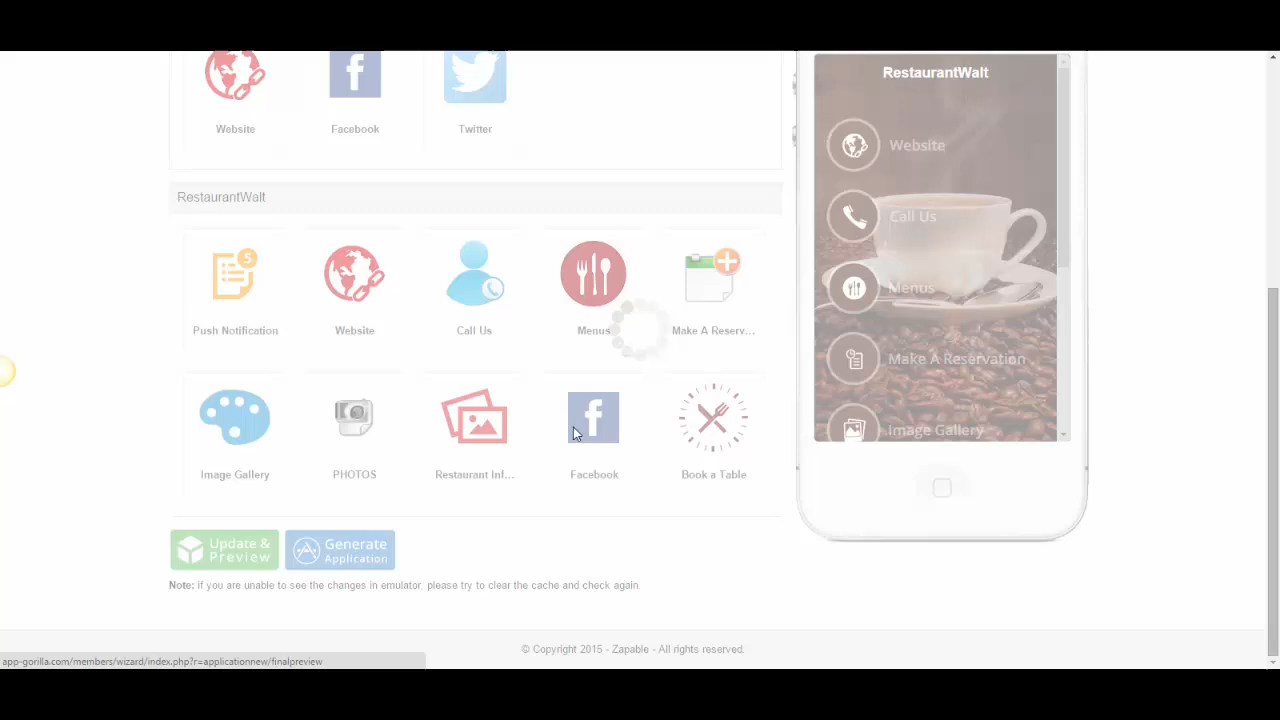 Website Facebook Twitter
RestaurantWalt
Push Notification Website Call Us Menus Make A Reserv...
5
Image Gallery PHOTOS Restaurant Inf... Facebook Book a Table
Update & Preview
Generate Application
Note: if you are unable to see the changes in emulator, please try to clear the cache and check again.
RestaurantWalt
Website
Call Us
Menus
Make A Reservation
Image Gallery
© Copyright 2015 - Zapable - All rights reserved.
app-gorilla.com/members/wizard/index.php?r=applicationnew/finalpreview